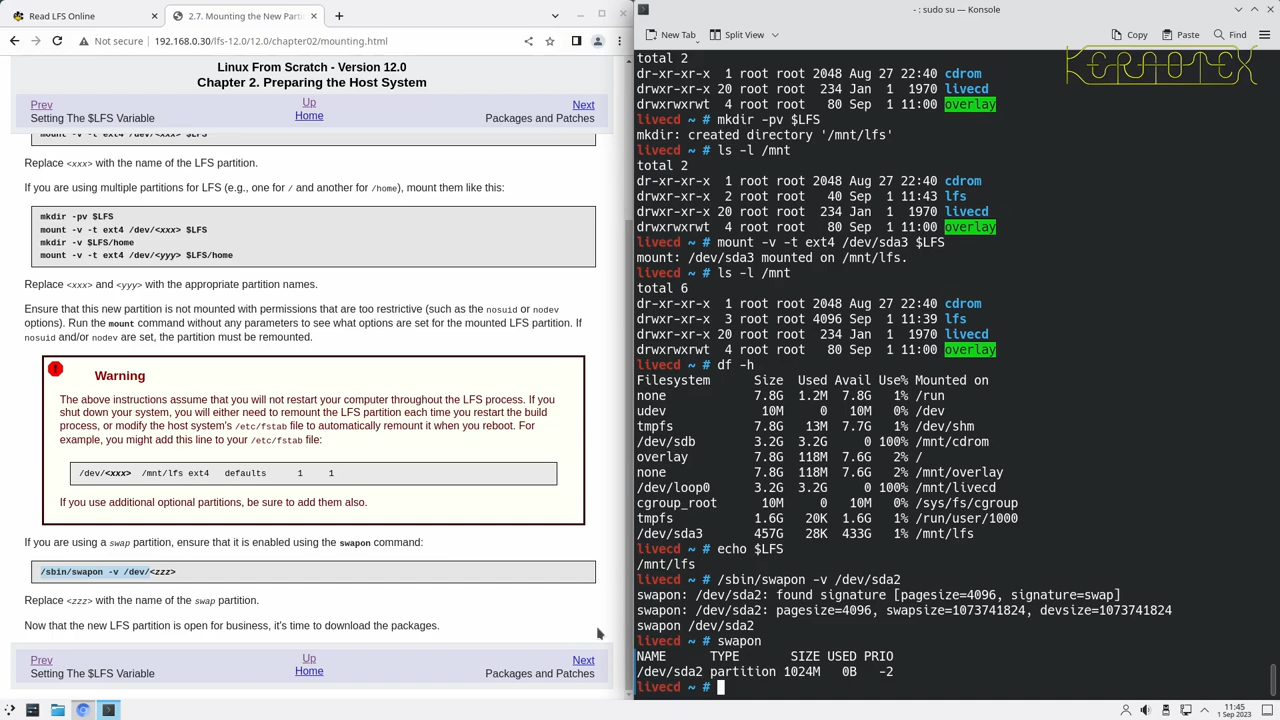 Read LFS Online
2.7. Mounting the New Parti
Not secure
192.168.0.30/lfs-12.0/12.0/chapter02/mounting.html
Linux From Scratch - Version 12.0
Chapter 2. Preparing the Host System
Prev
Setting The $LFS Variable
Up
Home
Next
Packages and Patches
mount -v -t ext4 /dev/<xxx> $LFS
Replace <xxx> with the name of the LFS partition.
If you are using multiple partitions for LFS (e.g., one for / and another for /home), mount them like this:
mkdir -pv $LFS
mount -v -t ext4 /dev/<xxx> $LFS
mkdir -v $LFS/home
mount -v -t ext4 /dev/<yyy> $LFS/home
Replace <xxx> and <yyy> with the appropriate partition names.
Ensure that this new partition is not mounted with permissions that are too restrictive (such as the nosuid or nodev
options). Run the mount command without any parameters to see what options are set for the mounted LFS partition. If
nosuid and/or nodev are set, the partition must be remounted.
Warning
The above instructions assume that you will not restart your computer throughout the LFS process. If you
shut down your system, you will either need to remount the LFS partition each time you restart the build
process, or modify the host system's /etc/fstab file to automatically remount it when you reboot. For
example, you might add this line to your /etc/fstab file:
/dev/<xxx>  /mnt/lfs ext4   defaults      1     1
If you use additional optional partitions, be sure to add them also.
If you are using a swap partition, ensure that it is enabled using the swapon command:
/sbin/swapon -v /dev/<zzz>
Replace <zzz> with the name of the swap partition.
Now that the new LFS partition is open for business, it's time to download the packages.
Prev
Setting The $LFS Variable
Up
Home
Next
Packages and Patches
- : sudo su — Konsole
New Tab
Split View
Copy
Paste
Find
KERNOTEX
total 2
dr-xr-xr-x  1 root root 2048 Aug 27 22:40 cdrom
drwxr-xr-x 20 root root  234 Jan  1  1970 livecd
drwxrwxrwt  4 root root   80 Sep  1 11:00 overlay
livecd ~ # mkdir -pv $LFS
mkdir: created directory '/mnt/lfs'
livecd ~ # ls -l /mnt
total 2
dr-xr-xr-x  1 root root 2048 Aug 27 22:40 cdrom
drwxr-xr-x  2 root root   40 Sep  1 11:43 lfs
drwxr-xr-x 20 root root  234 Jan  1  1970 livecd
drwxrwxrwt  4 root root   80 Sep  1 11:00 overlay
livecd ~ # mount -v -t ext4 /dev/sda3 $LFS
mount: /dev/sda3 mounted on /mnt/lfs.
livecd ~ # ls -l /mnt
total 6
dr-xr-xr-x  1 root root 2048 Aug 27 22:40 cdrom
drwxr-xr-x  3 root root 4096 Sep  1 11:39 lfs
drwxr-xr-x 20 root root  234 Jan  1  1970 livecd
drwxrwxrwt  4 root root   80 Sep  1 11:00 overlay
livecd ~ # df -h
Filesystem      Size  Used Avail Use% Mounted on
none            7.8G  1.2M  7.8G   1% /run
udev             10M     0   10M   0% /dev
tmpfs           7.8G   13M  7.7G   1% /dev/shm
/dev/sdb        3.2G  3.2G     0 100% /mnt/cdrom
overlay         7.8G  118M  7.6G   2% /
none            7.8G  118M  7.6G   2% /mnt/overlay
/dev/loop0      3.2G  3.2G     0 100% /mnt/livecd
cgroup_root      10M     0   10M   0% /sys/fs/cgroup
tmpfs           1.6G   20K  1.6G   1% /run/user/1000
/dev/sda3       457G   28K  433G   1% /mnt/lfs
livecd ~ # echo $LFS
/mnt/lfs
livecd ~ # /sbin/swapon -v /dev/sda2
swapon: /dev/sda2: found signature [pagesize=4096, signature=swap]
swapon: /dev/sda2: pagesize=4096, swapsize=1073741824, devsize=1073741824
swapon /dev/sda2
livecd ~ # swapon
NAME      TYPE       SIZE USED PRIO
/dev/sda2 partition 1024M   0B   -2
livecd ~ #
11:45
1 Sep 2023